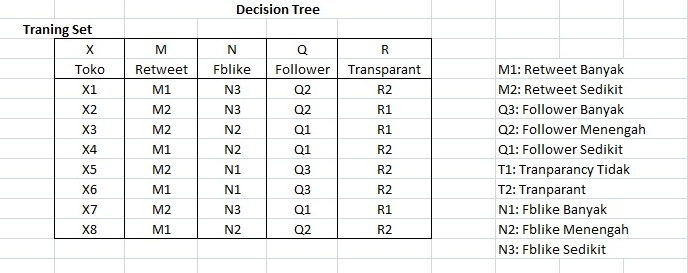 Decision Tree
Traning Set
X M N Q R
Toko Retweet Fblike Follower Transparant M1: Retweet Banyak
X1 M1 N3 Q2 R2 M2: Retweet Sedikit
X2 M2 N3 Q2 R1 Q3: Follower Banyak
X3 M2 N2 Q1 R1 Q2: Follower Menengah
X4 M1 N2 Q1 R2 Q1: Follower Sedikit
X5 M2 N1 Q3 R2 T1: Tranparancy Tidak
X6 M1 N1 Q3 R2 T2: Tranparant
X7 M2 N3 Q1 R1 N1: Fblike Banyak
X8 M1 N2 Q2 R2 N2: Fblike Menengah
N3: Fblike Sedikit